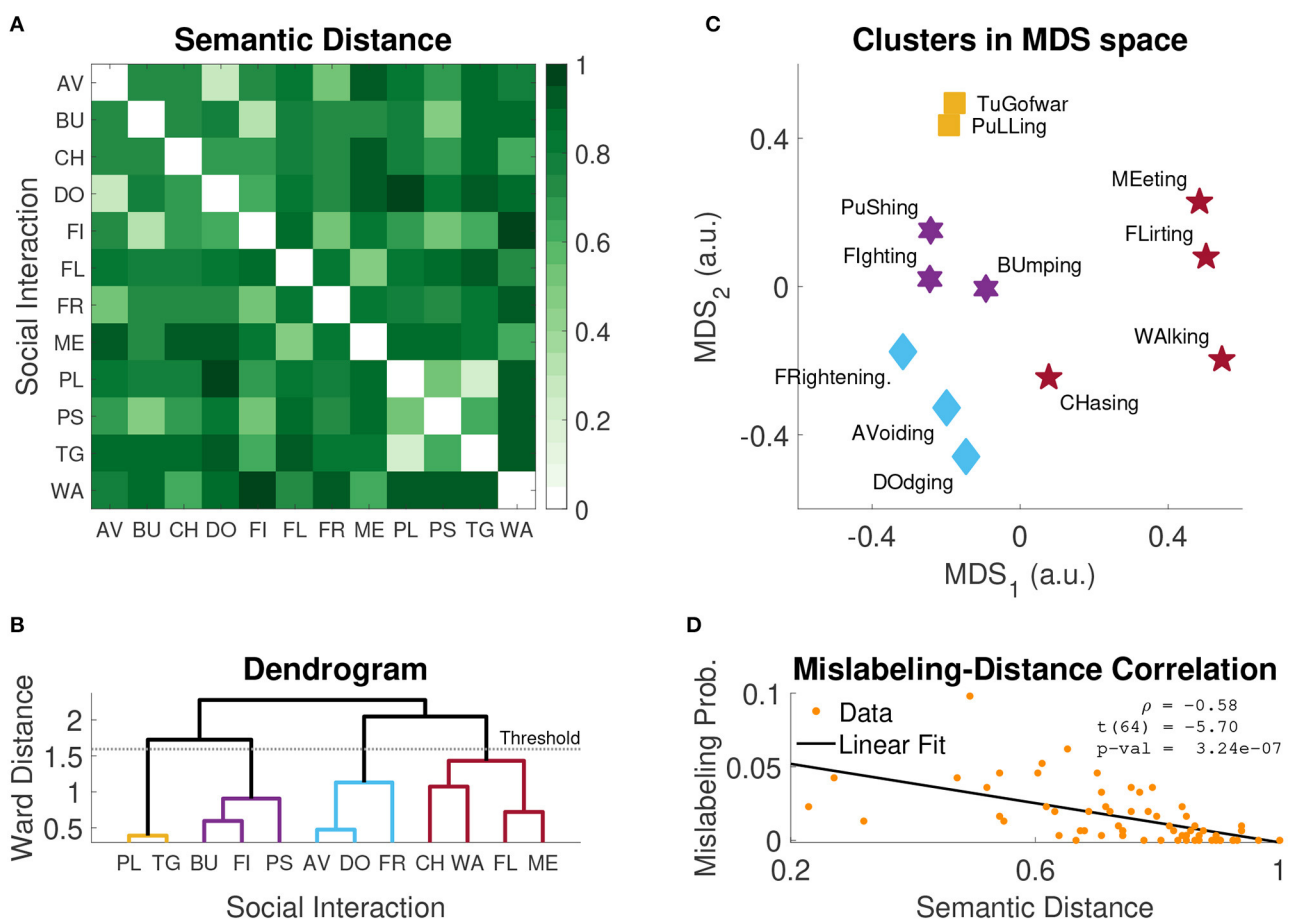 A
Semantic Distance
Social Interaction
AV
BU
CH
DO
FI
FL
FR
ME
PL
PS
TG
WA
AV BU CH DO FI FL FR ME PL PS TG WA
1
0.8
0.6
0.4
0.2
0
C
Clusters in MDS space
MDS2 (a.u.)
0.4
0
-0.4
TuGofwar
PuLLing
MEeting
PuShing
FLirting
FIghting
BUmping
WAlking
FRightening.
CHasing
AVoiding
DOdging
-0.4 0 0.4
MDS1 (a.u.)
B
Dendrogram
Ward Distance
2
1.5
1
0.5
Threshold
PL TG BU FI PS AV DO FR CH WA FL ME
Social Interaction
D
Mislabeling-Distance Correlation
Mislabeling Prob.
0.1
0.05
0
Data
Linear Fit
ρ = -0.58
t(64) = -5.70
p-val = 3.24e-07
0.2 0.6 1
Semantic Distance